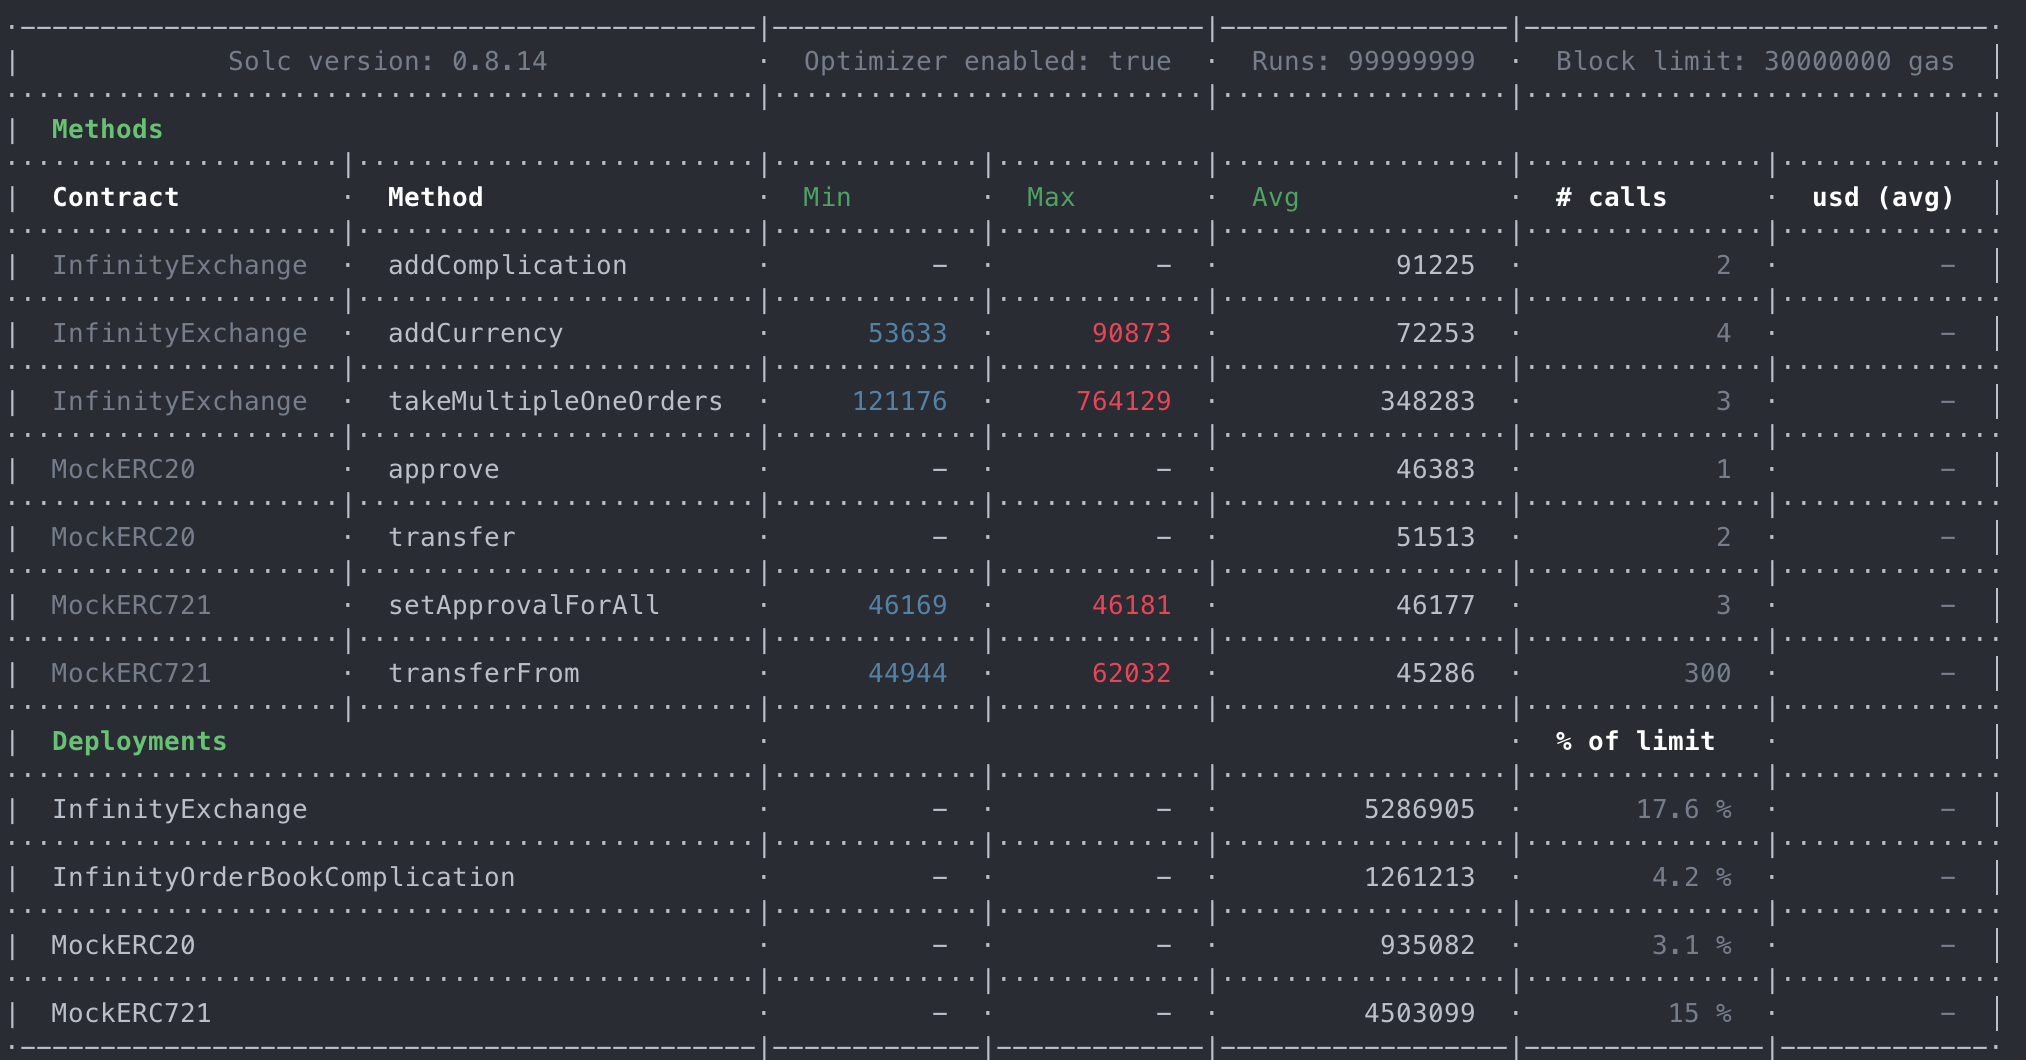 Solc version: 0.8.14 · Optimizer enabled: true · Runs: 99999999 · Block limit: 30000000 gas
Methods
Contract · Method · Min · Max · Avg · # calls · usd (avg)
InfinityExchange · addComplication · – · – · 91225 · 2 · –
InfinityExchange · addCurrency · 53633 · 90873 · 72253 · 4 · –
InfinityExchange · takeMultipleOneOrders · 121176 · 764129 · 348283 · 3 · –
MockERC20 · approve · – · – · 46383 · 1 · –
MockERC20 · transfer · – · – · 51513 · 2 · –
MockERC721 · setApprovalForAll · 46169 · 46181 · 46177 · 3 · –
MockERC721 · transferFrom · 44944 · 62032 · 45286 · 300 · –
Deployments · · % of limit ·
InfinityExchange · – · – · 5286905 · 17.6 % · –
InfinityOrderBookComplication · – · – · 1261213 · 4.2 % · –
MockERC20 · – · – · 935082 · 3.1 % · –
MockERC721 · – · – · 4503099 · 15 % · –